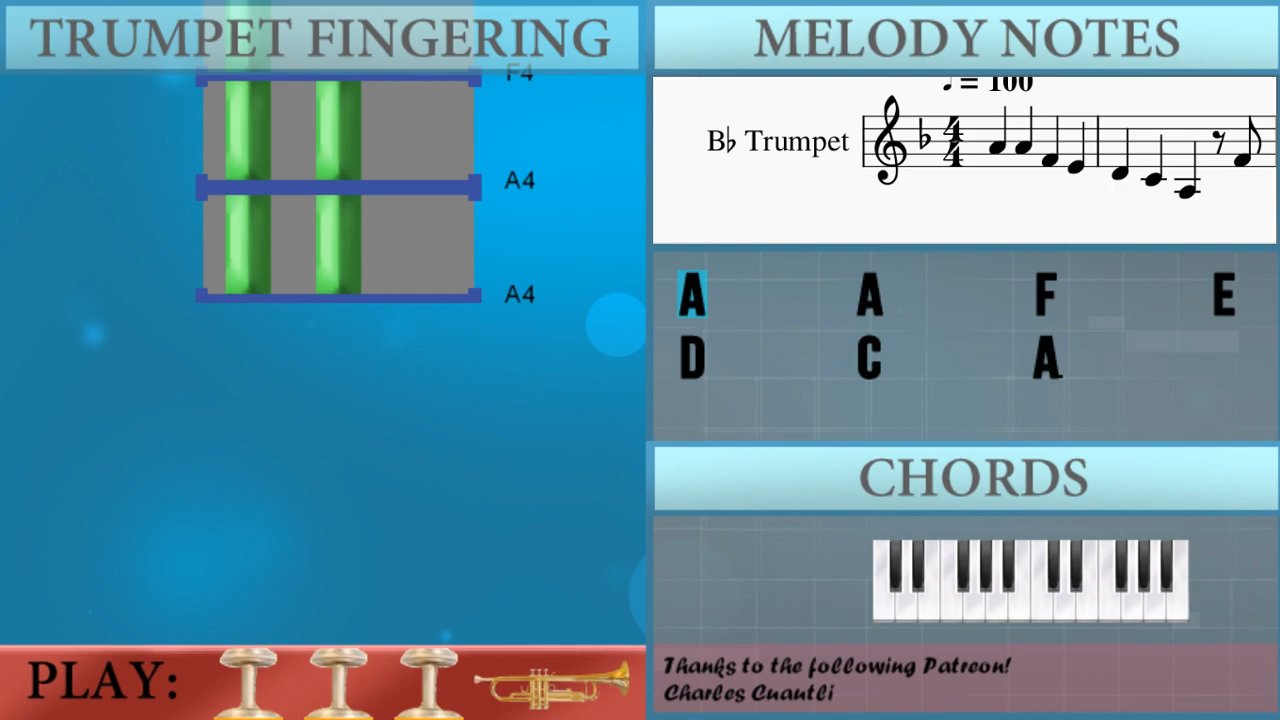 TRUMPET FINGERING
F4
A4
A4
PLAY:
MELODY NOTES
♩ = 100
B♭ Trumpet
4
4
A A F E
D C A
CHORDS
Thanks to the following Patreon!
Charles Cuautli